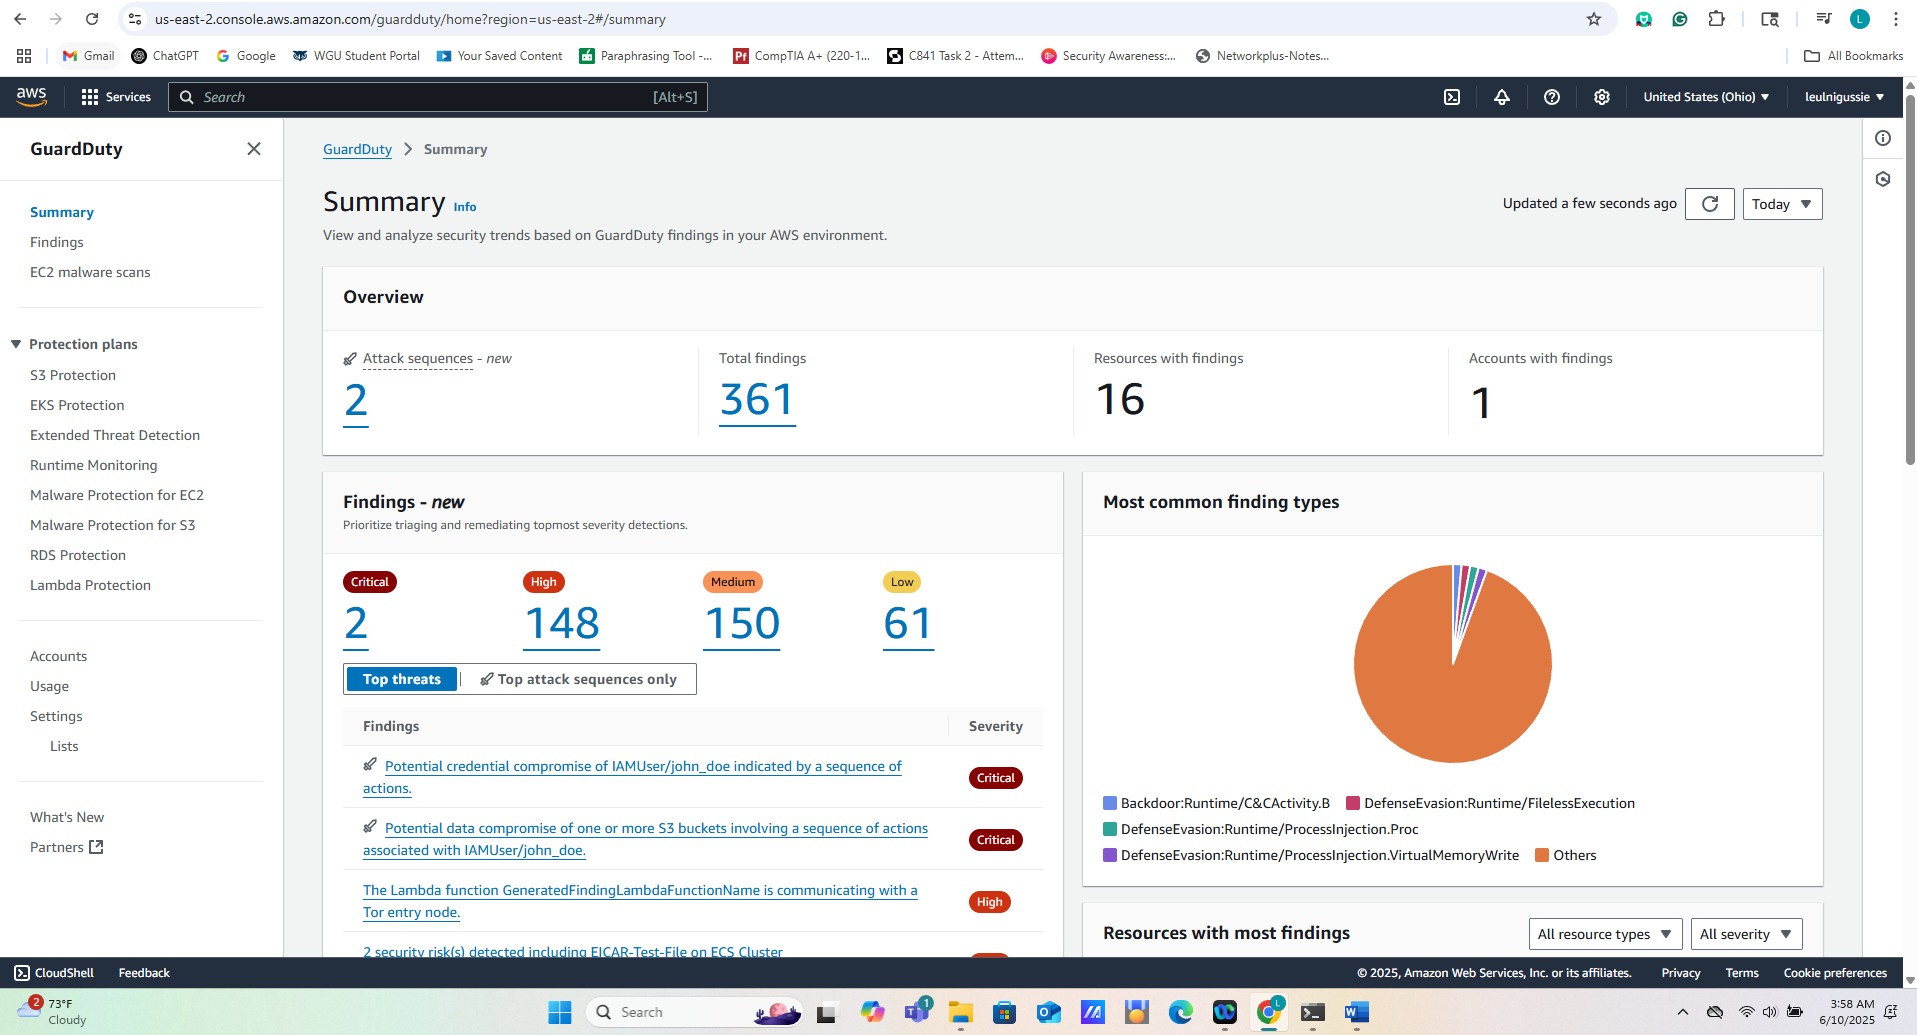 us-east-2.console.aws.amazon.com/guardduty/home?region=us-east-2#/summary
L
Gmail
ChatGPT
Google
WGU Student Portal
Your Saved Content
Paraphrasing Tool -...
CompTIA A+ (220-1...
C841 Task 2 - Attem...
Security Awareness:...
Networkplus-Notes...
All Bookmarks
aws
Services
Search
[Alt+S]
United States (Ohio)
leulnigussie
GuardDuty
Summary
Findings
EC2 malware scans
Protection plans
S3 Protection
EKS Protection
Extended Threat Detection
Runtime Monitoring
Malware Protection for EC2
Malware Protection for S3
RDS Protection
Lambda Protection
Accounts
Usage
Settings
Lists
What's New
Partners
GuardDuty > Summary
Summary Info
View and analyze security trends based on GuardDuty findings in your AWS environment.
Updated a few seconds ago
Today
Overview
Attack sequences - new
2
Total findings
361
Resources with findings
16
Accounts with findings
1
Findings - new
Prioritize triaging and remediating topmost severity detections.
Critical
2
High
148
Medium
150
Low
61
Top threats
Top attack sequences only
Findings
Severity
Potential credential compromise of IAMUser/john_doe indicated by a sequence of
actions.
Critical
Potential data compromise of one or more S3 buckets involving a sequence of actions
associated with IAMUser/john_doe.
Critical
The Lambda function GeneratedFindingLambdaFunctionName is communicating with a
Tor entry node.
High
2 security risk(s) detected including EICAR-Test-File on ECS Cluster
Most common finding types
Backdoor:Runtime/C&CActivity.B
DefenseEvasion:Runtime/FilelessExecution
DefenseEvasion:Runtime/ProcessInjection.Proc
DefenseEvasion:Runtime/ProcessInjection.VirtualMemoryWrite
Others
Resources with most findings
All resource types
All severity
CloudShell
Feedback
© 2025, Amazon Web Services, Inc. or its affiliates.
Privacy
Terms
Cookie preferences
2
73°F
Cloudy
Search
1
L
3:58 AM
6/10/2025